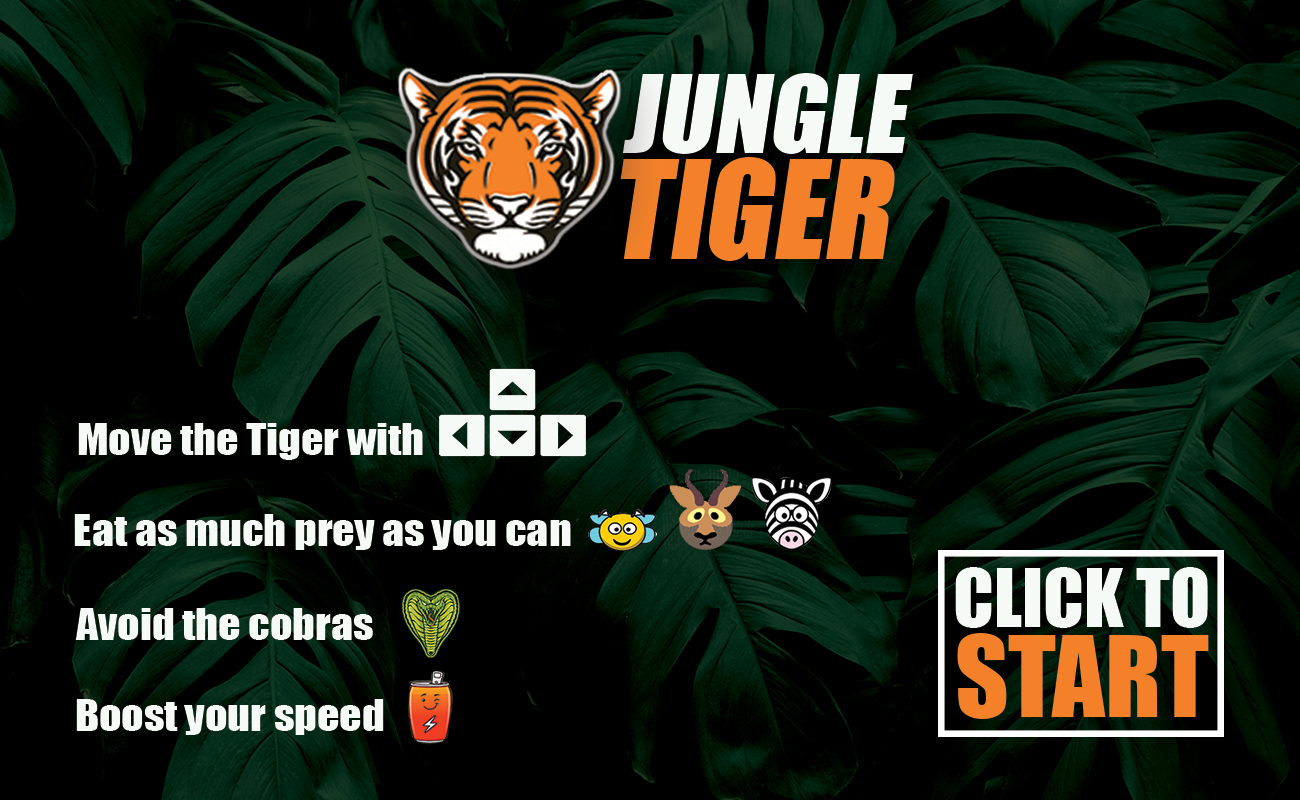 JUNGLE
TIGER
Move the Tiger with
Eat as much prey as you can
Avoid the cobras
Boost your speed
CLICK TO
START